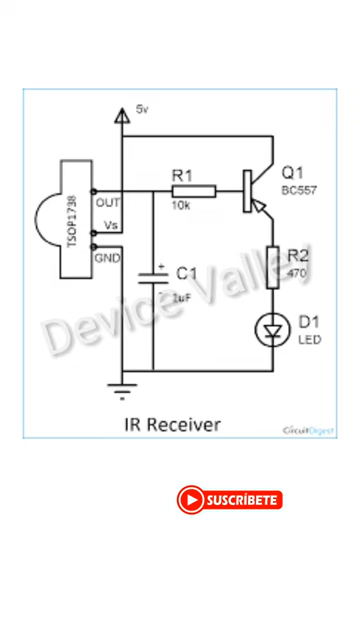 5v
R1
10k
Q1
BC557
TSOP1738
OUT
Vs
GND
+
C1
-
1uF
R2
470
D1
LED
Device Valley
IR Receiver
CircuitDigest
SUSCRÍBETE